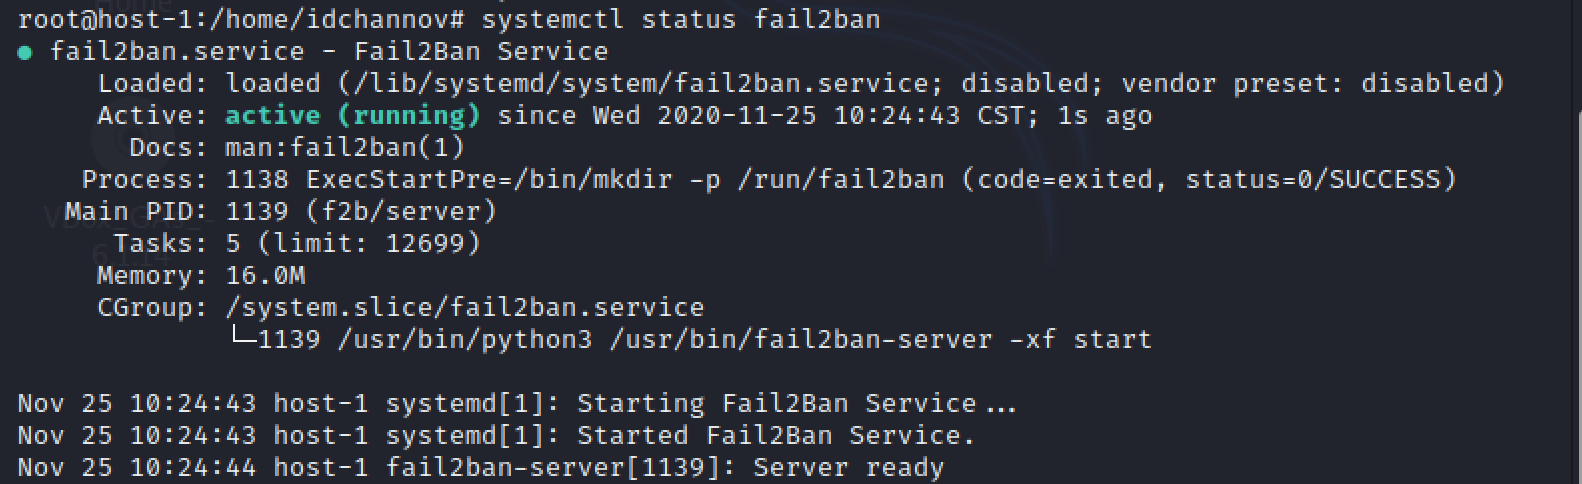 root@host-1:/home/idchannov# systemctl status fail2ban
● fail2ban.service - Fail2Ban Service
Loaded: loaded (/lib/systemd/system/fail2ban.service; disabled; vendor preset: disabled)
Active: active (running) since Wed 2020-11-25 10:24:43 CST; 1s ago
Docs: man:fail2ban(1)
Process: 1138 ExecStartPre=/bin/mkdir -p /run/fail2ban (code=exited, status=0/SUCCESS)
Main PID: 1139 (f2b/server)
Tasks: 5 (limit: 12699)
Memory: 16.0M
CGroup: /system.slice/fail2ban.service
└─1139 /usr/bin/python3 /usr/bin/fail2ban-server -xf start
Nov 25 10:24:43 host-1 systemd[1]: Starting Fail2Ban Service...
Nov 25 10:24:43 host-1 systemd[1]: Started Fail2Ban Service.
Nov 25 10:24:44 host-1 fail2ban-server[1139]: Server ready